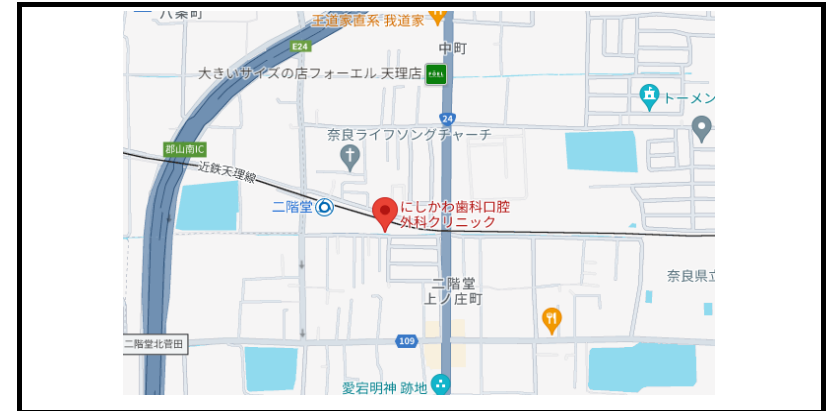 八条町
王道家直系 我道家
E24
中町
大きいサイズの店フォーエル 天理店
トーメン
24
奈良ライフソングチャーチ
郡山南IC
近鉄天理線
二階堂
にしかわ歯科口腔
外科クリニック
奈良県立
二階堂
上ノ庄町
109
二階堂北菅田
愛宕明神 跡地